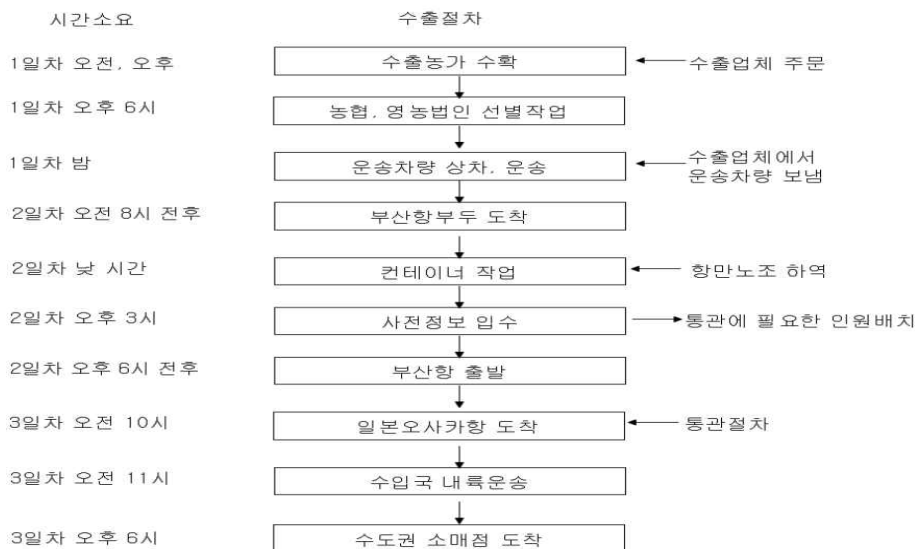 시간소요 수출절차
1일차 오전, 오후 수출농가 수확 수출업체 주문
1일차 오후 6시 농협, 영농법인 선별작업
1일차 밤 운송차량 상차, 운송 수출업체에서
운송차량 보냄
2일차 오전 8시 전후 부산항부두 도착
2일차 낮 시간 컨테이너 작업 항만노조 하역
2일차 오후 3시 사전정보 입수 통관에 필요한 인원배치
2일차 오후 6시 전후 부산항 출발
3일차 오전 10시 일본오사카항 도착 통관절차
3일차 오전 11시 수입국 내륙운송
3일차 오후 6시 수도권 소매점 도착